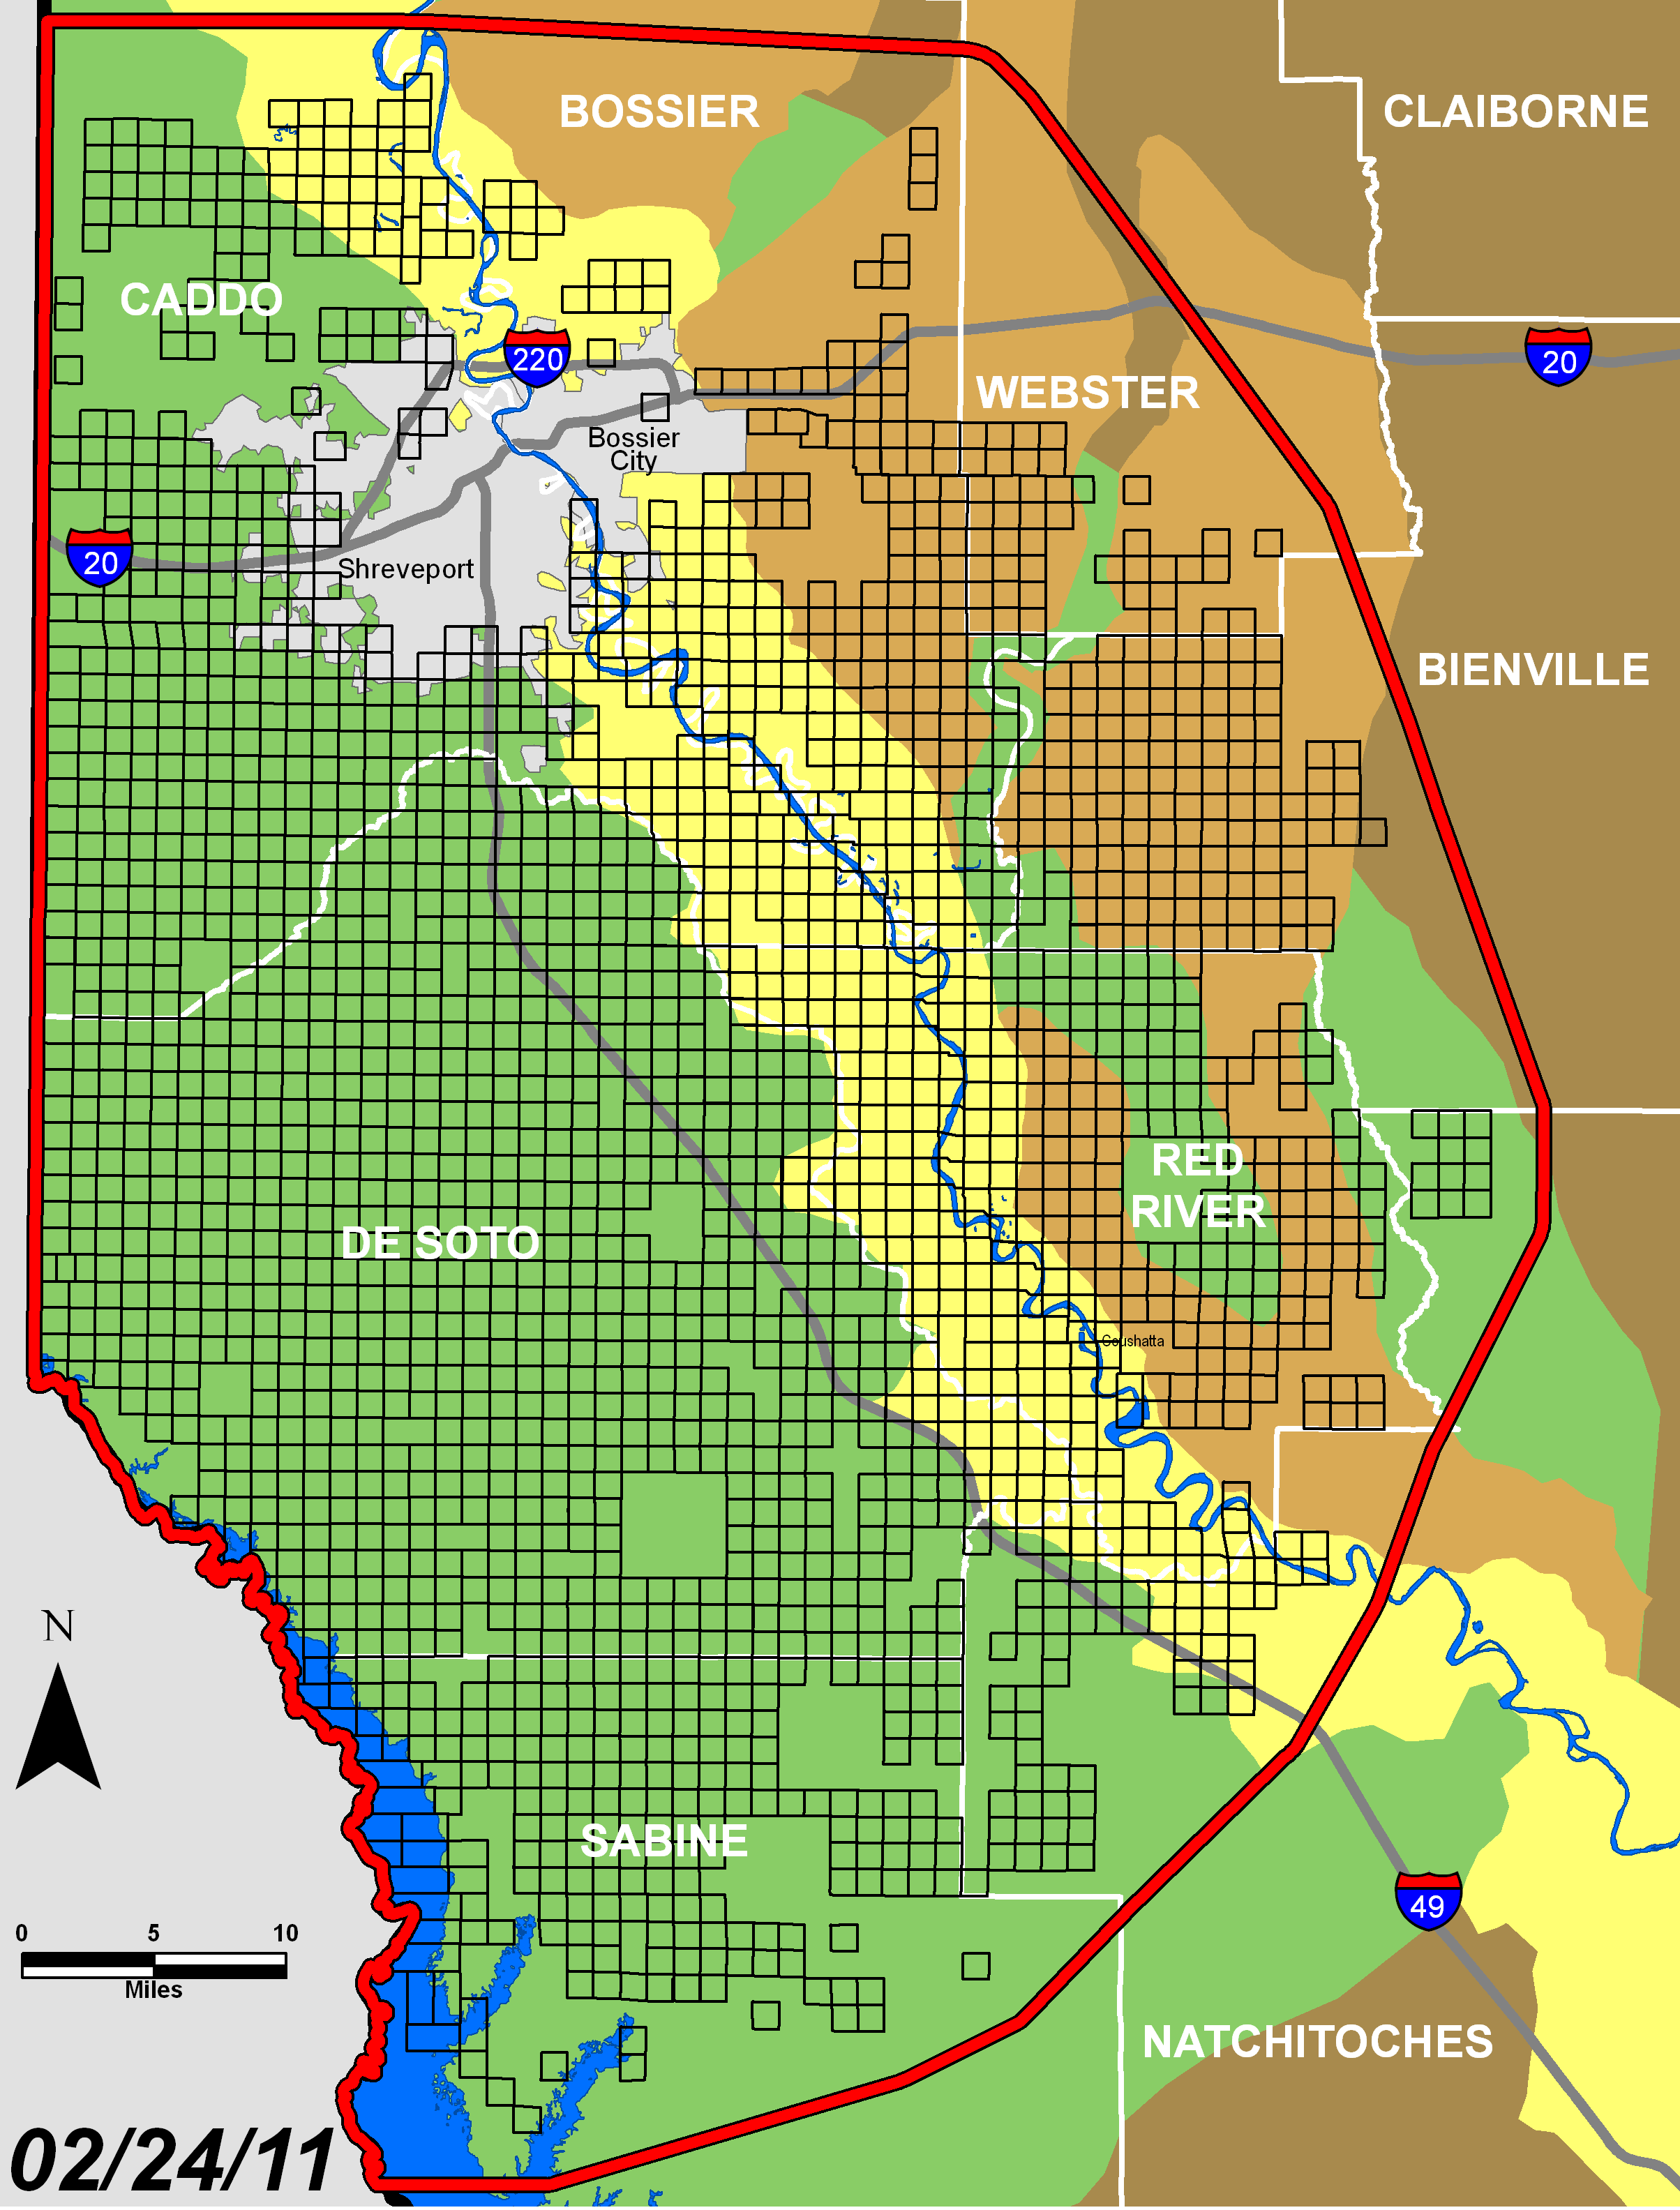 BOSSIER
CLAIBORNE
CADDO
220
20
WEBSTER
Bossier
City
20
Shreveport
BIENVILLE
RED
RIVER
DE SOTO
Coushatta
N
SABINE
49
0 5 10
Miles
NATCHITOCHES
02/24/11